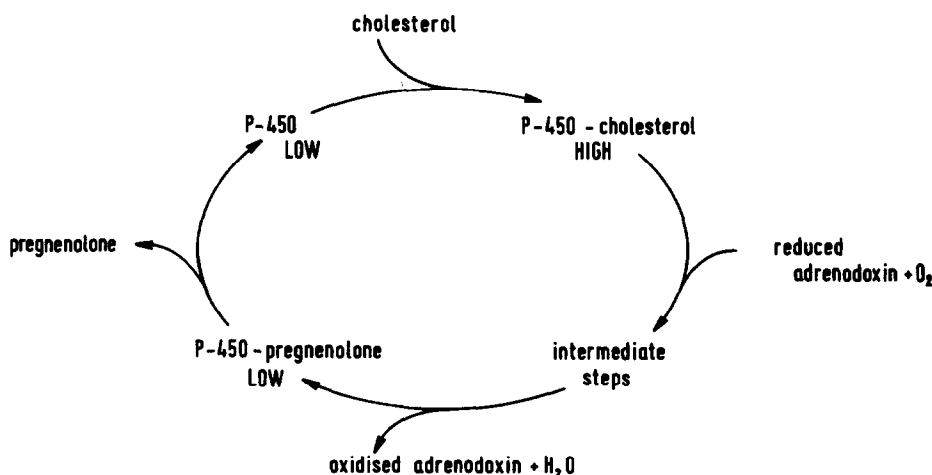 cholesterol
P-450
LOW
P-450-cholesterol
HIGH
pregnenolone
reduced
adrenodoxin + O₂
P-450-pregnenolone
LOW
intermediate
steps
oxidised adrenodoxin + H₂O